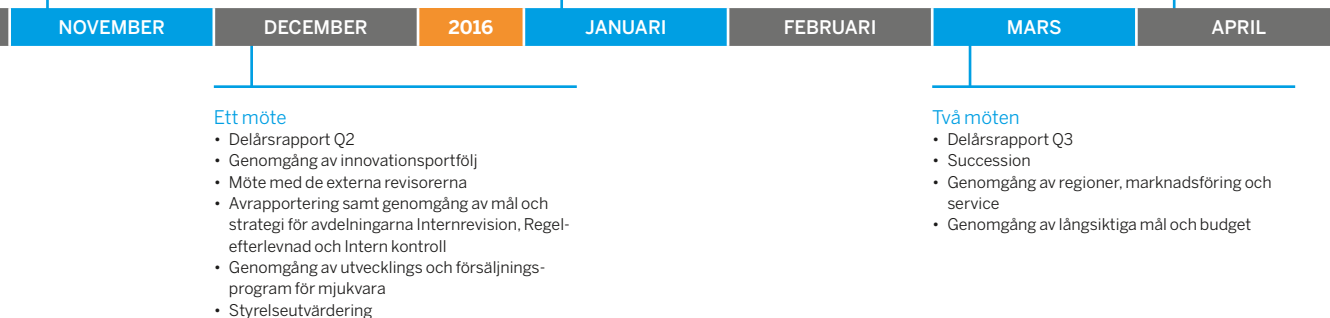 NOVEMBER DECEMBER 2016 JANUARI FEBRUARI MARS APRIL
Ett möte
• Delårsrapport Q2
• Genomgång av innovationsportfölj
• Möte med de externa revisorerna
• Avrapportering samt genomgång av mål och
strategi för avdelningarna Internrevision, Regel-
efterlevnad och Intern kontroll
• Genomgång av utvecklings och försäljnings-
program för mjukvara
• Styrelseutvärdering
Två möten
• Delårsrapport Q3
• Succession
• Genomgång av regioner, marknadsföring och
service
• Genomgång av långsiktiga mål och budget